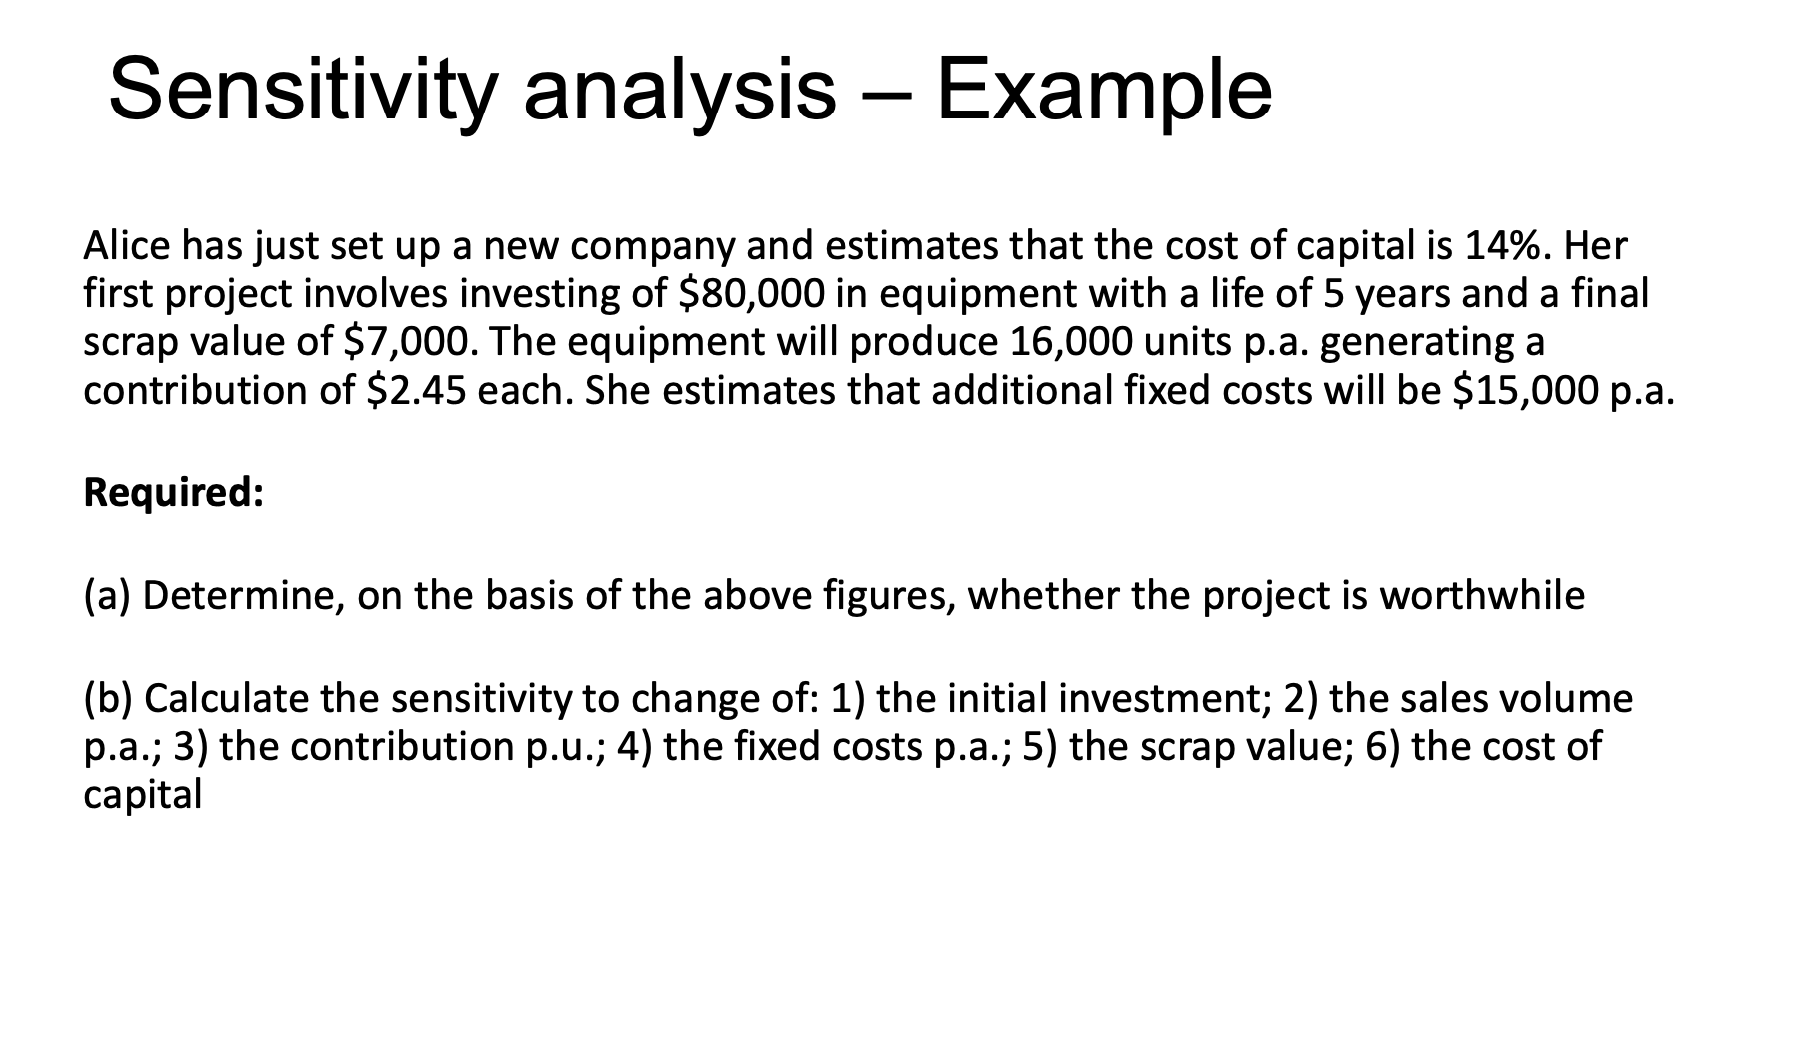 Sensitivity analysis – Example
Alice has just set up a new company and estimates that the cost of capital is 14%. Her
first project involves investing of $80,000 in equipment with a life of 5 years and a final
scrap value of $7,000. The equipment will produce 16,000 units p.a. generating a
contribution of $2.45 each. She estimates that additional fixed costs will be $15,000 p.a.
Required:
(a) Determine, on the basis of the above figures, whether the project is worthwhile
(b) Calculate the sensitivity to change of: 1) the initial investment; 2) the sales volume
p.a.; 3) the contribution p.u.; 4) the fixed costs p.a.; 5) the scrap value; 6) the cost of
capital